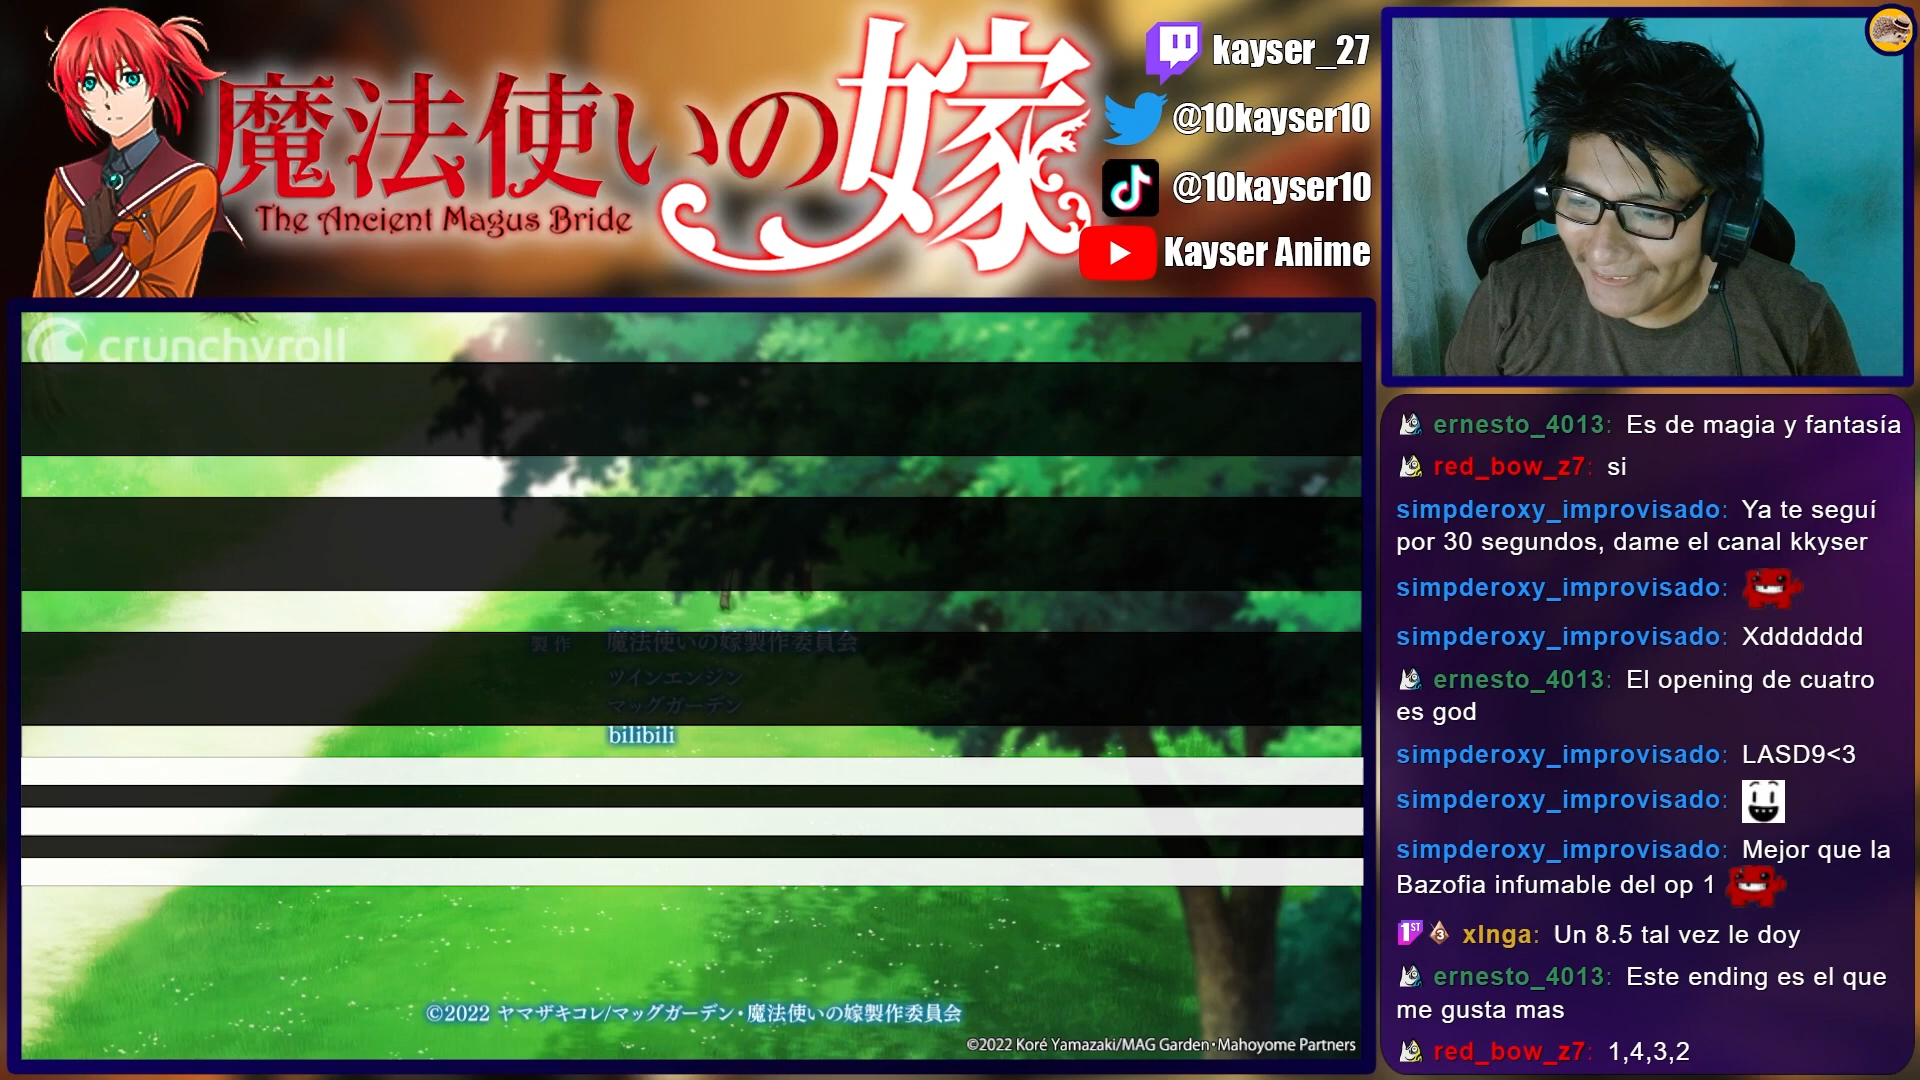 魔法使いの嫁
The Ancient Magus Bride
kayser_27
@10kayser10
@10kayser10
Kayser Anime
crunchyroll
製作 魔法使いの嫁製作委員会
ツインエンジン
マッグガーデン
bilibili
©2022 ヤマザキコレ/マッグガーデン・魔法使いの嫁製作委員会
©2022 Koré Yamazaki/MAG Garden・Mahoyome Partners
ernesto_4013: Es de magia y fantasía
red_bow_z7: si
simpderoxy_improvisado: Ya te seguí
por 30 segundos, dame el canal kkyser
simpderoxy_improvisado:
simpderoxy_improvisado: Xddddddd
ernesto_4013: El opening de cuatro
es god
simpderoxy_improvisado: LASD9<3
simpderoxy_improvisado:
simpderoxy_improvisado: Mejor que la
Bazofia infumable del op 1
1ST 3 xInga: Un 8.5 tal vez le doy
ernesto_4013: Este ending es el que
me gusta mas
red_bow_z7: 1,4,3,2